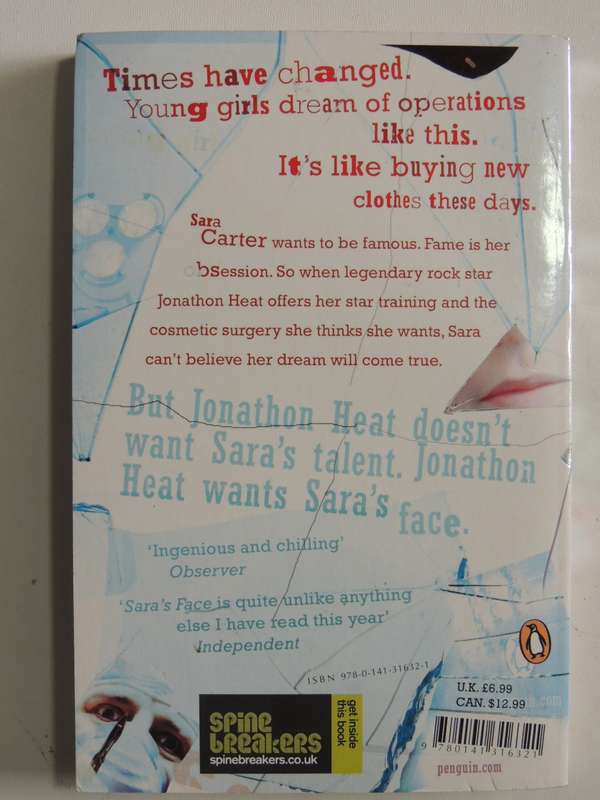 Times have changed.
Young girls dream of operations
like this.
It's like buying new
clothes these days.
Sara
Carter wants to be famous. Fame is her
obsession. So when legendary rock star
Jonathon Heat offers her star training and the
cosmetic surgery she thinks she wants, Sara
can't believe her dream will come true.
But Jonathon Heat doesn't
want Sara's talent. Jonathon
Heat wants Sara's
face.
'Ingenious and chilling'
Observer
'Sara's Face is quite unlike anything
else I have read this year'
Independent
ISBN 978-0-141-31632-1
U.K. £6.99
CAN. $12.99
spine
breakers
spinebreakers.co.uk
get inside
this book
9 780141 316321
penguin.com